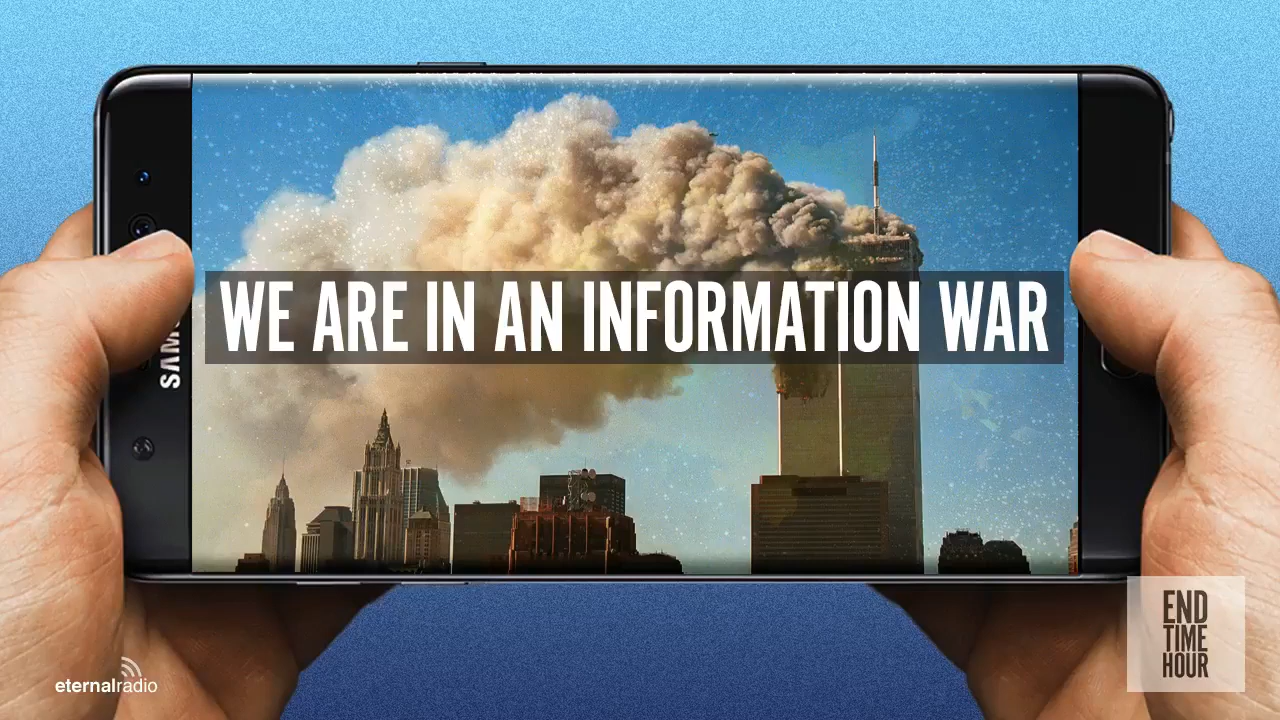 WE ARE IN AN INFORMATION WAR
eternalradio
END
TIME
HOUR